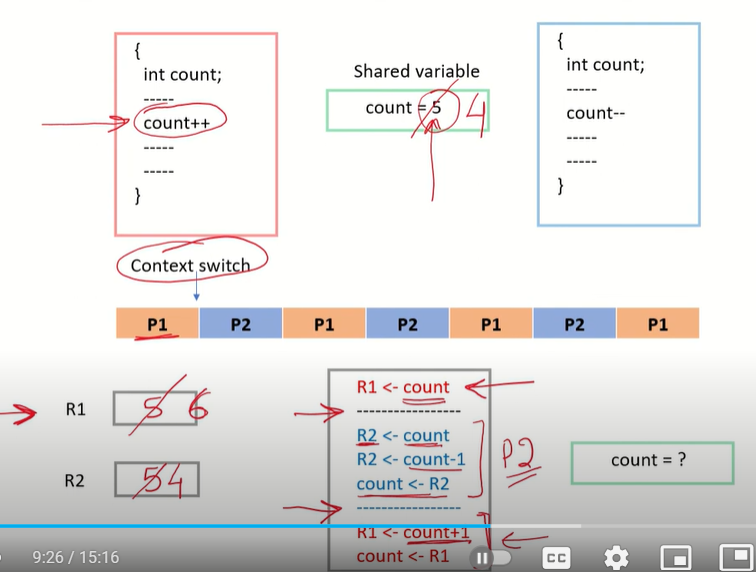 {
int count;
-----
count++
-----
-----
}
Shared variable
count = 5 4
{
int count;
-----
count--
-----
-----
}
Context switch
P1 P2 P1 P2 P1 P2 P1
R1 5 6
R2 5 4
R1 <- count
-----------------
R2 <- count
R2 <- count-1
count <- R2
-----------------
R1 <- count+1
count <- R1
P2
count = ?
9:26 / 15:16
CC